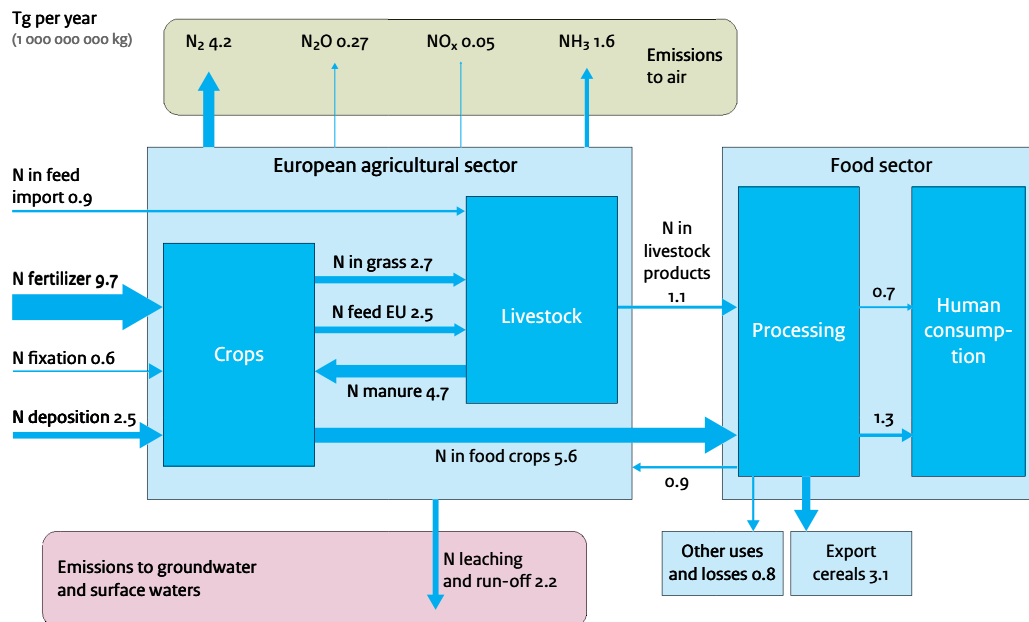 Tg per year
(1 000 000 000 kg)
N₂ 4.2
N₂O 0.27
NOₓ 0.05
NH₃ 1.6
Emissions
to air
European agricultural sector
Food sector
N in feed
import 0.9
N fertilizer 9.7
N fixation 0.6
N deposition 2.5
Crops
N in grass 2.7
N feed EU 2.5
N manure 4.7
Livestock
N in
livestock
products
1.1
Processing
0.7
Human
consump-
tion
1.3
N in food crops 5.6
0.9
Other uses
and losses 0.8
Export
cereals 3.1
Emissions to groundwater
and surface waters
N leaching
and run-off 2.2